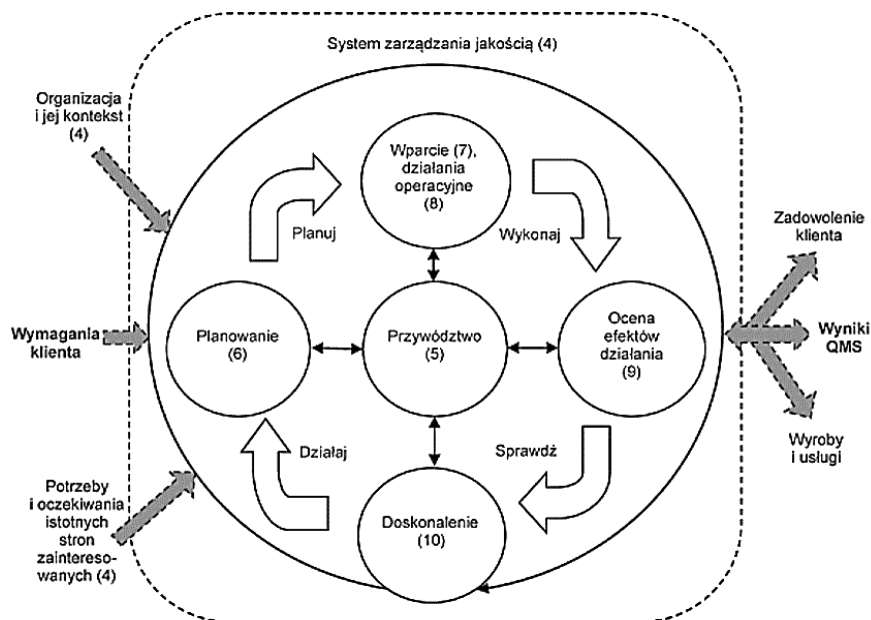 System zarządzania jakością (4)
Organizacja
i jej kontekst
(4)
Wparcie (7),
działania
operacyjne
(8)
Planuj
Wykonaj
Zadowolenie
klienta
Wymagania
klienta
Planowanie
(6)
Przywództwo
(5)
Ocena
efektów
działania
(9)
Wyniki
QMS
Działaj
Sprawdź
Wyroby
i usługi
Potrzeby
i oczekiwania
istotnych
stron
zaintereso-
wanych (4)
Doskonalenie
(10)